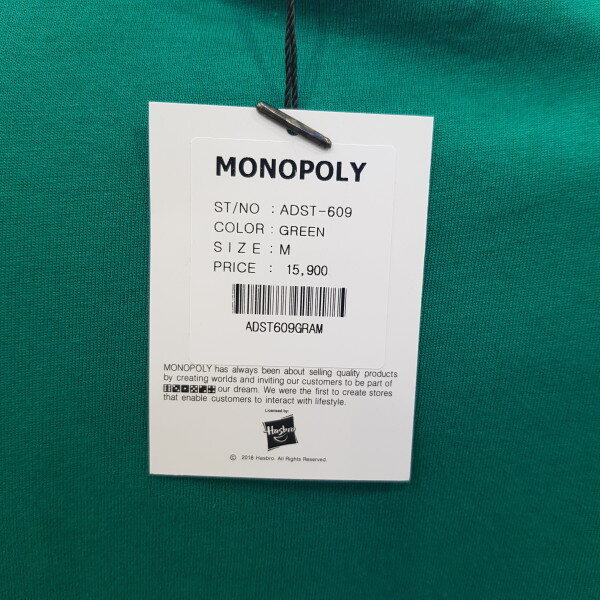 MONOPOLY
ST/NO : ADST-609
COLOR : GREEN
SIZE : M
PRICE : 15,900
ADST609GRAM
MONOPOLY has always been about selling quality products
by creating worlds and inviting our customers to be part of
our dream. We were the first to create stores
that enable customers to interact with lifestyle.
Licensed by:
Hasbro
© 2018 Hasbro. All Rights Reserved.